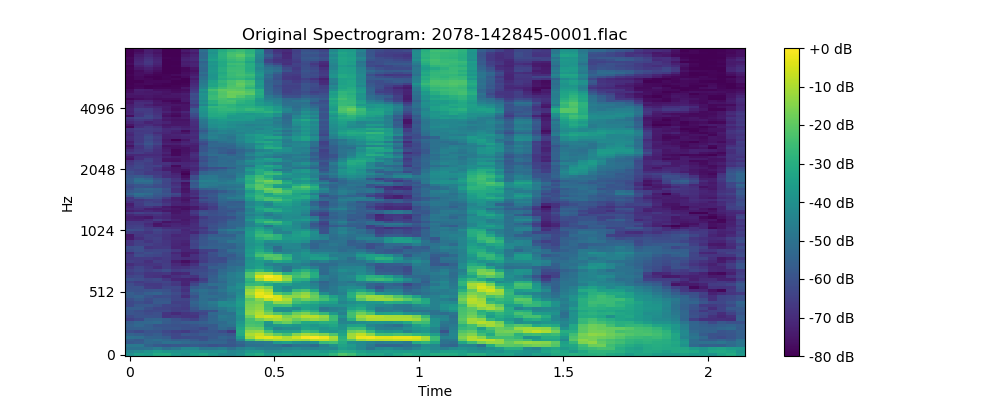 Original Spectrogram: 2078-142845-0001.flac
Hz
4096
2048
1024
512
0
0
0.5
1
1.5
2
Time
+0 dB
-10 dB
-20 dB
-30 dB
-40 dB
-50 dB
-60 dB
-70 dB
-80 dB